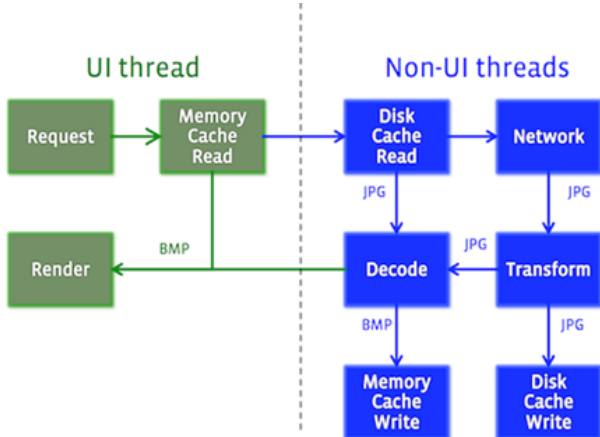 UI thread
Non-UI threads
Request
Memory
Cache
Read
Disk
Cache
Read
Network
JPG
JPG
BMP
JPG
Render
Decode
Transform
BMP
JPG
Memory
Cache
Write
Disk
Cache
Write